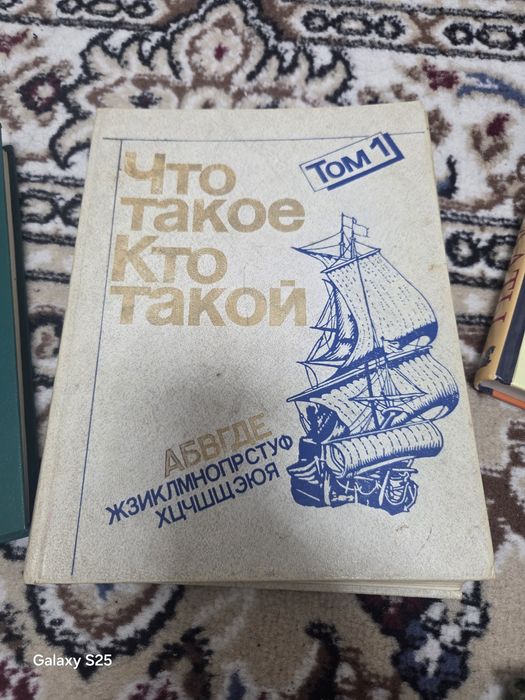 Что
такое
Кто
такой
Том 1
АБВГДЕ
ЖЗИКЛМНОПРСТУФ
ХЦЧШЩЭЮЯ
Galaxy S25